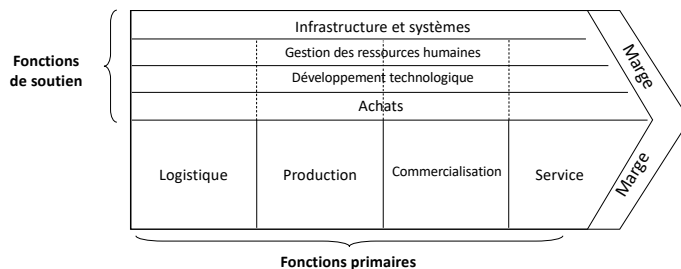 Infrastructure et systèmes
Fonctions
de soutien
Gestion des ressources humaines
Développement technologique
Achats
Marge
Logistique
Production
Commercialisation
Service
Marge
Fonctions primaires